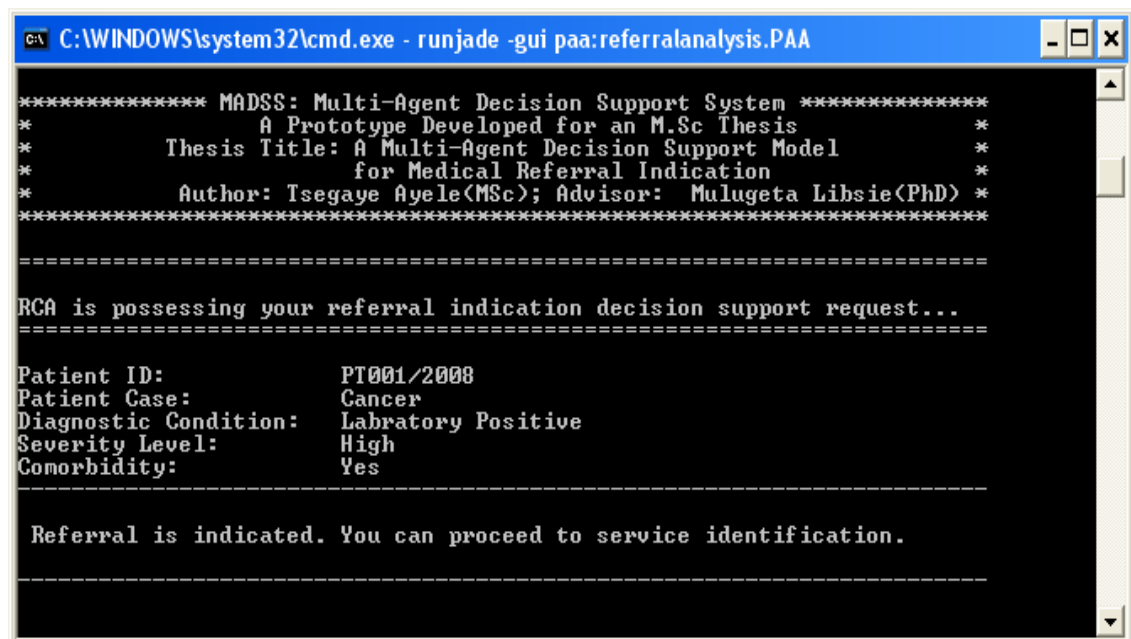 C:\WINDOWS\system32\cmd.exe - runjade -gui paa:referralanalysis.PAA
************** MADSS: Multi-Agent Decision Support System **************
* A Prototype Developed for an M.Sc Thesis *
* Thesis Title: A Multi-Agent Decision Support Model *
* for Medical Referral Indication *
* Author: Tsegaye Ayele(MSc); Advisor: Mulugeta Libsie(PhD) *
************************************************************************
========================================================================
RCA is possessing your referral indication decision support request...
========================================================================
Patient ID: PT001/2008
Patient Case: Cancer
Diagnostic Condition: Labratory Positive
Severity Level: High
Comorbidity: Yes
------------------------------------------------------------------------
Referral is indicated. You can proceed to service identification.
------------------------------------------------------------------------